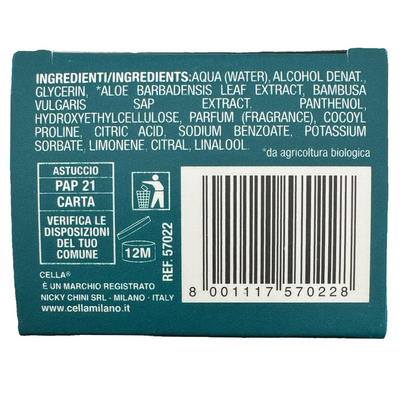 INGREDIENTI/INGREDIENTS: AQUA (WATER), ALCOHOL DENAT.,
GLYCERIN, *ALOE BARBADENSIS LEAF EXTRACT, BAMBUSA
VULGARIS SAP EXTRACT, PANTHENOL,
HYDROXYETHYLCELLULOSE, PARFUM (FRAGRANCE), COCOYL
PROLINE, CITRIC ACID, SODIUM BENZOATE, POTASSIUM
SORBATE, LIMONENE, CITRAL, LINALOOL.
*da agricoltura biologica
ASTUCCIO
PAP 21
CARTA
VERIFICA LE
DISPOSIZIONI
DEL TUO
COMUNE
12M
REF. 57022
CELLA®
È UN MARCHIO REGISTRATO
NICKY CHINI SRL - MILANO - ITALY
www.cellamilano.it
8 001117 570228